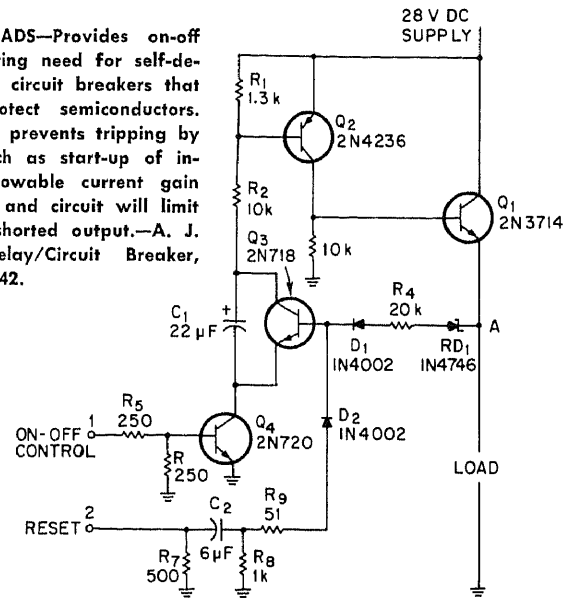 ADS—Provides on-off
ing need for self-de-
circuit breakers that
otect semiconductors.
prevents tripping by
ch as start-up of in-
owable current gain
and circuit will limit
shorted output.—A. J.
elay/Circuit Breaker,
42.
28 V DC
SUPPLY
R1
1.3 k
Q2
2N4236
R2
10k
Q1
2N3714
10 k
Q3
2N718
C1
22 µF
+
R4
20 k
A
D1
IN4002
RD1
IN4746
D2
IN4002
R5
250
1
ON-OFF
CONTROL
Q4
2N720
R
250
LOAD
RESET
2
C2
6µF
R9
51
R7
500
R8
1k